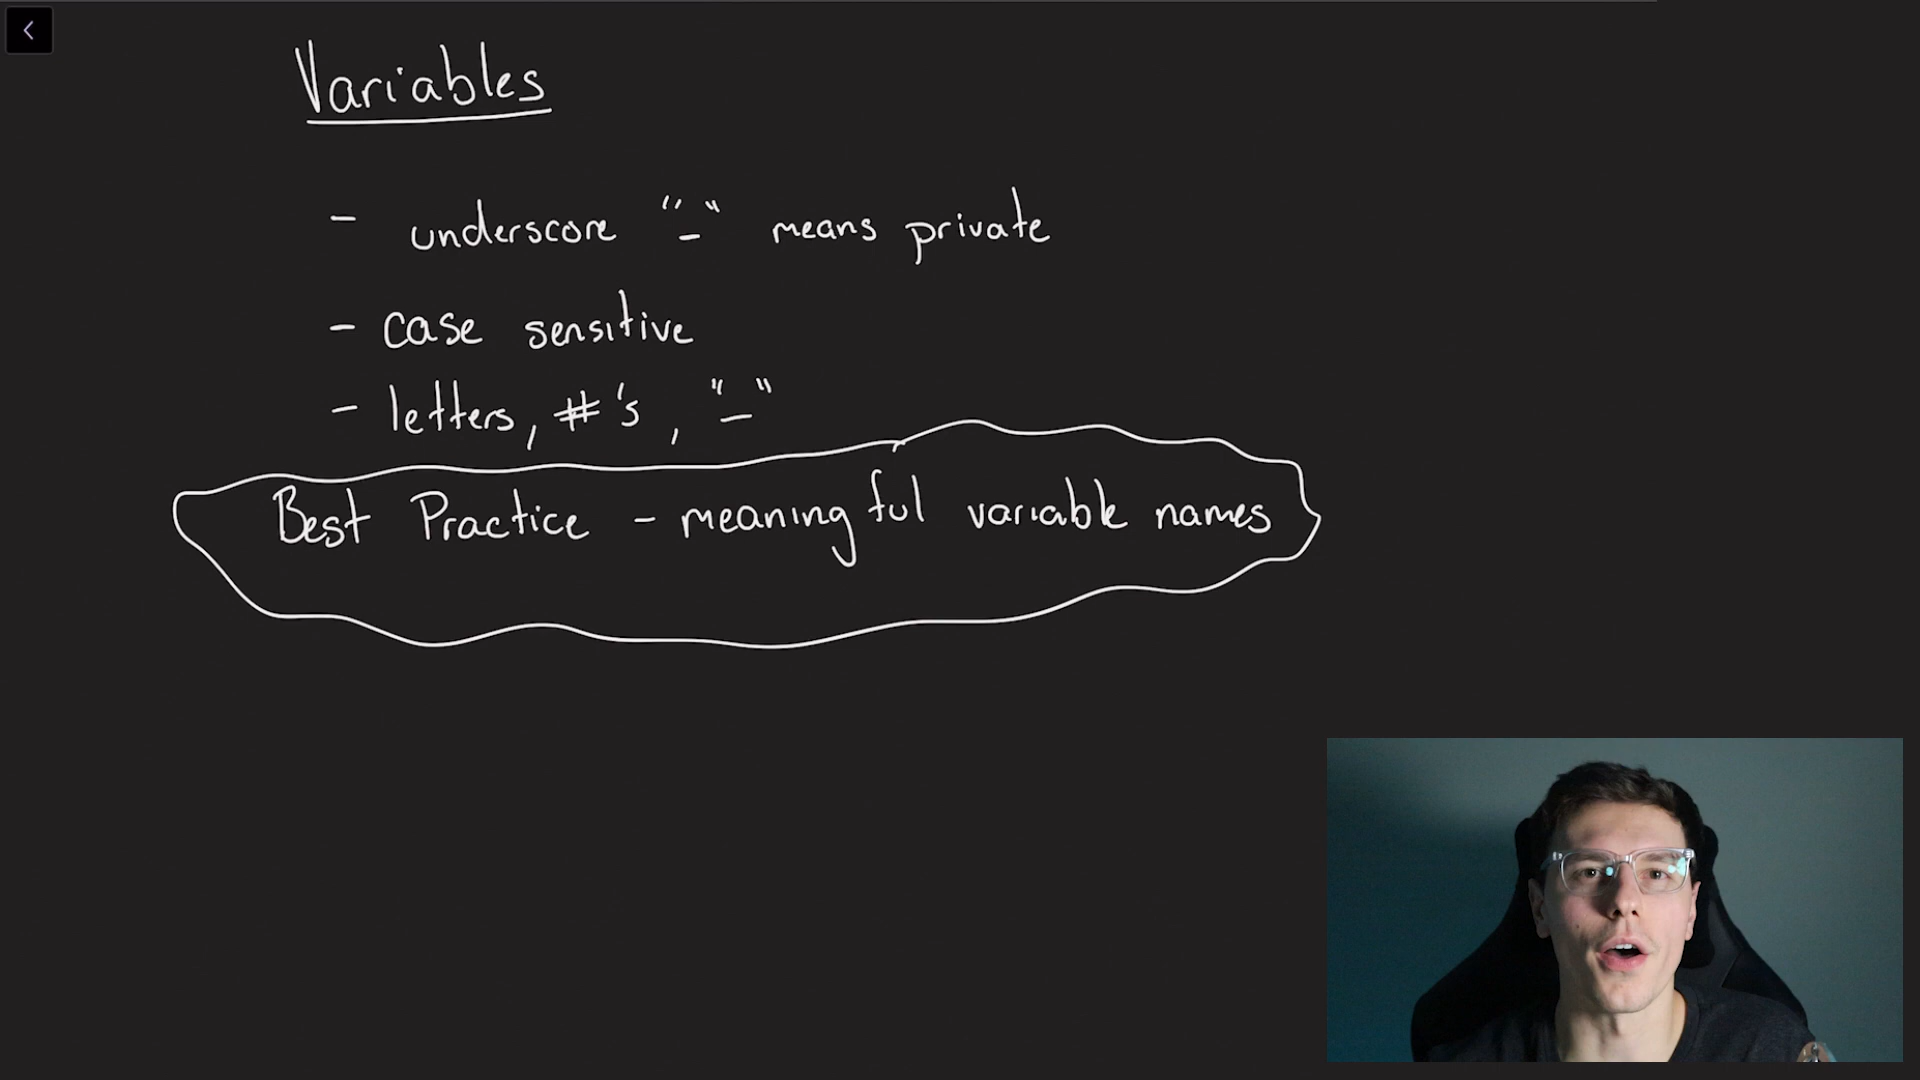 Variables
- underscore "_" means private
- case sensitive
- letters, #'s, "_"
Best Practice - meaningful variable names